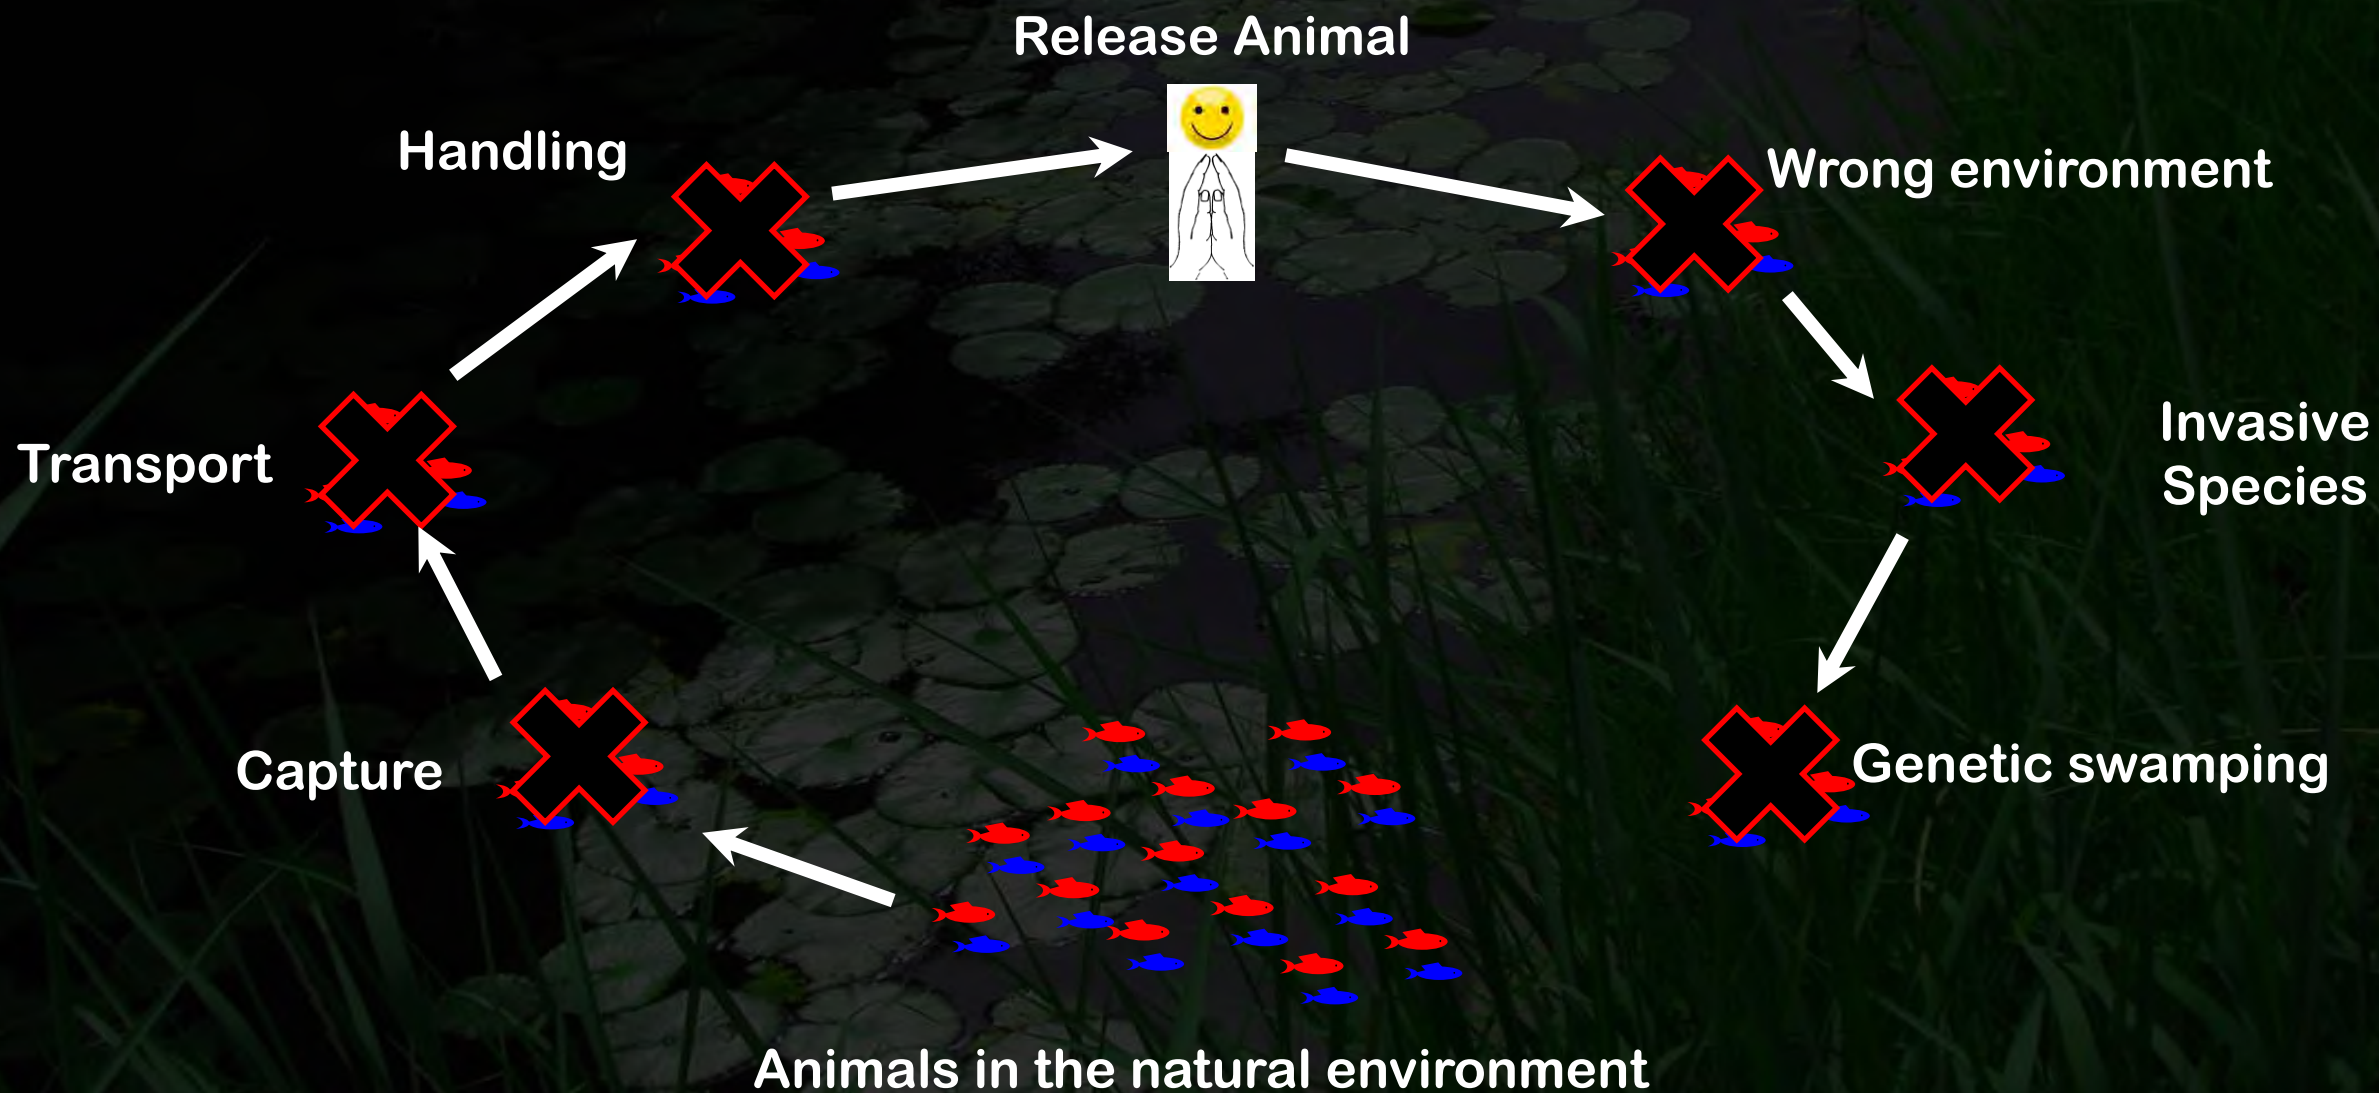 Release Animal
Handling
Wrong environment
Transport
Invasive
Species
Capture
Genetic swamping
Animals in the natural environment